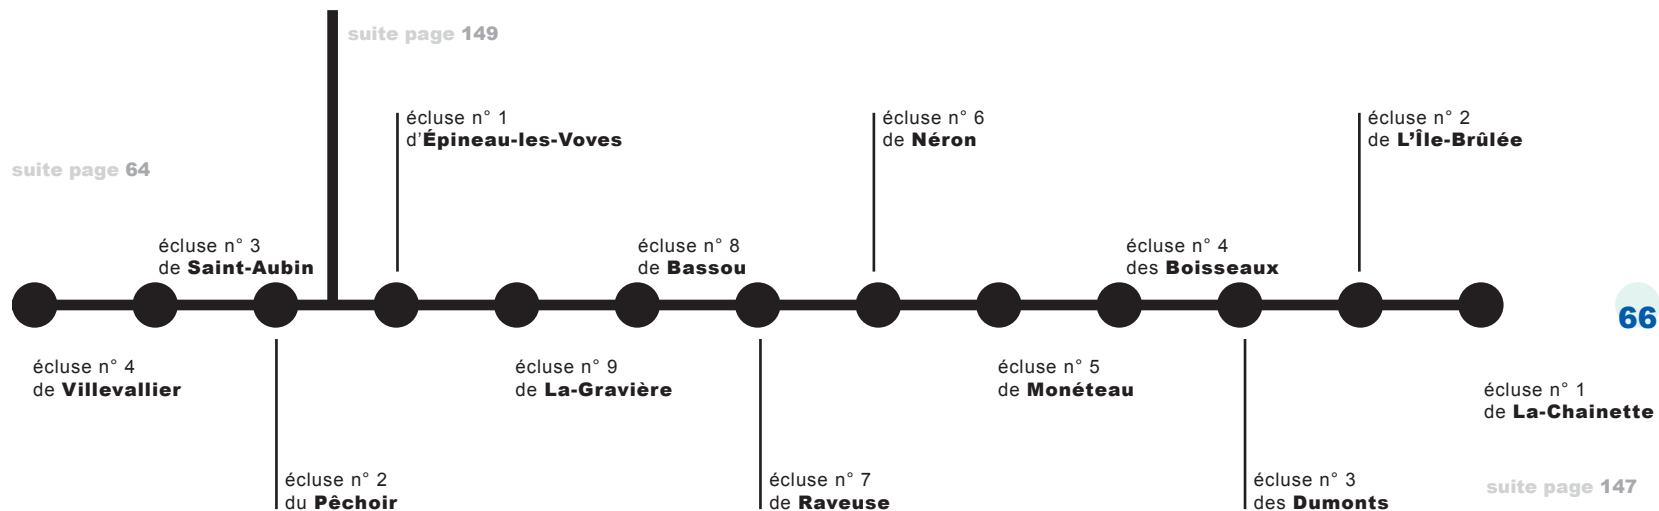 suite page 149
écluse n° 1
d'Épineau-les-Voves
écluse n° 6
de Néron
écluse n° 2
de L’Île-Brûlée
suite page 64
écluse n° 3
de Saint-Aubin
écluse n° 8
de Bassou
écluse n° 4
des Boisseaux
66
écluse n° 4
de Villevallier
écluse n° 9
de La-Gravière
écluse n° 5
de Monéteau
écluse n° 1
de La-Chainette
écluse n° 2
du Pêchoir
écluse n° 7
de Raveuse
écluse n° 3
des Dumonts
suite page 147